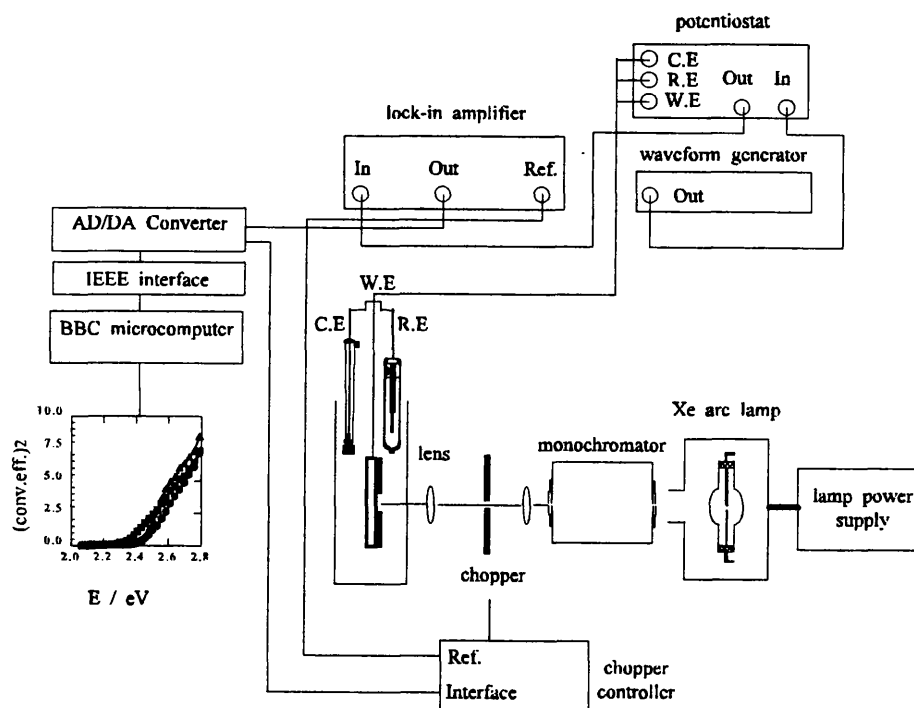 potentiostat
C.E
R.E
W.E
Out In
lock-in amplifier
In Out Ref.
waveform generator
Out
AD/DA Converter
IEEE interface
BBC microcomputer
W.E
C.E R.E
10.0
7.5
5.0
2.5
0.0
2.0 2.2 2.4 2.6 2.8
(conv.eff.)2
E / eV
lens
chopper
monochromator
Xe arc lamp
lamp power
supply
Ref.
Interface
chopper
controller